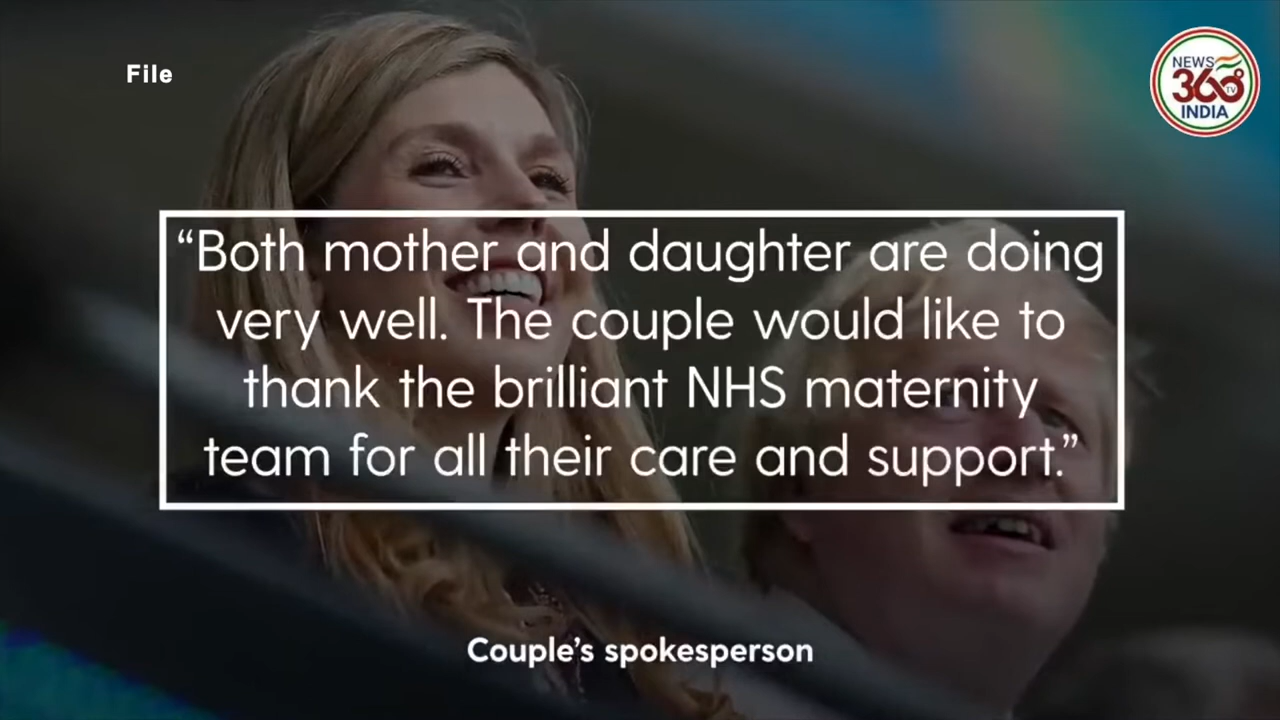 File
NEWS
360
TV
INDIA
“Both mother and daughter are doing
very well. The couple would like to
thank the brilliant NHS maternity
team for all their care and support.”
Couple’s spokesperson